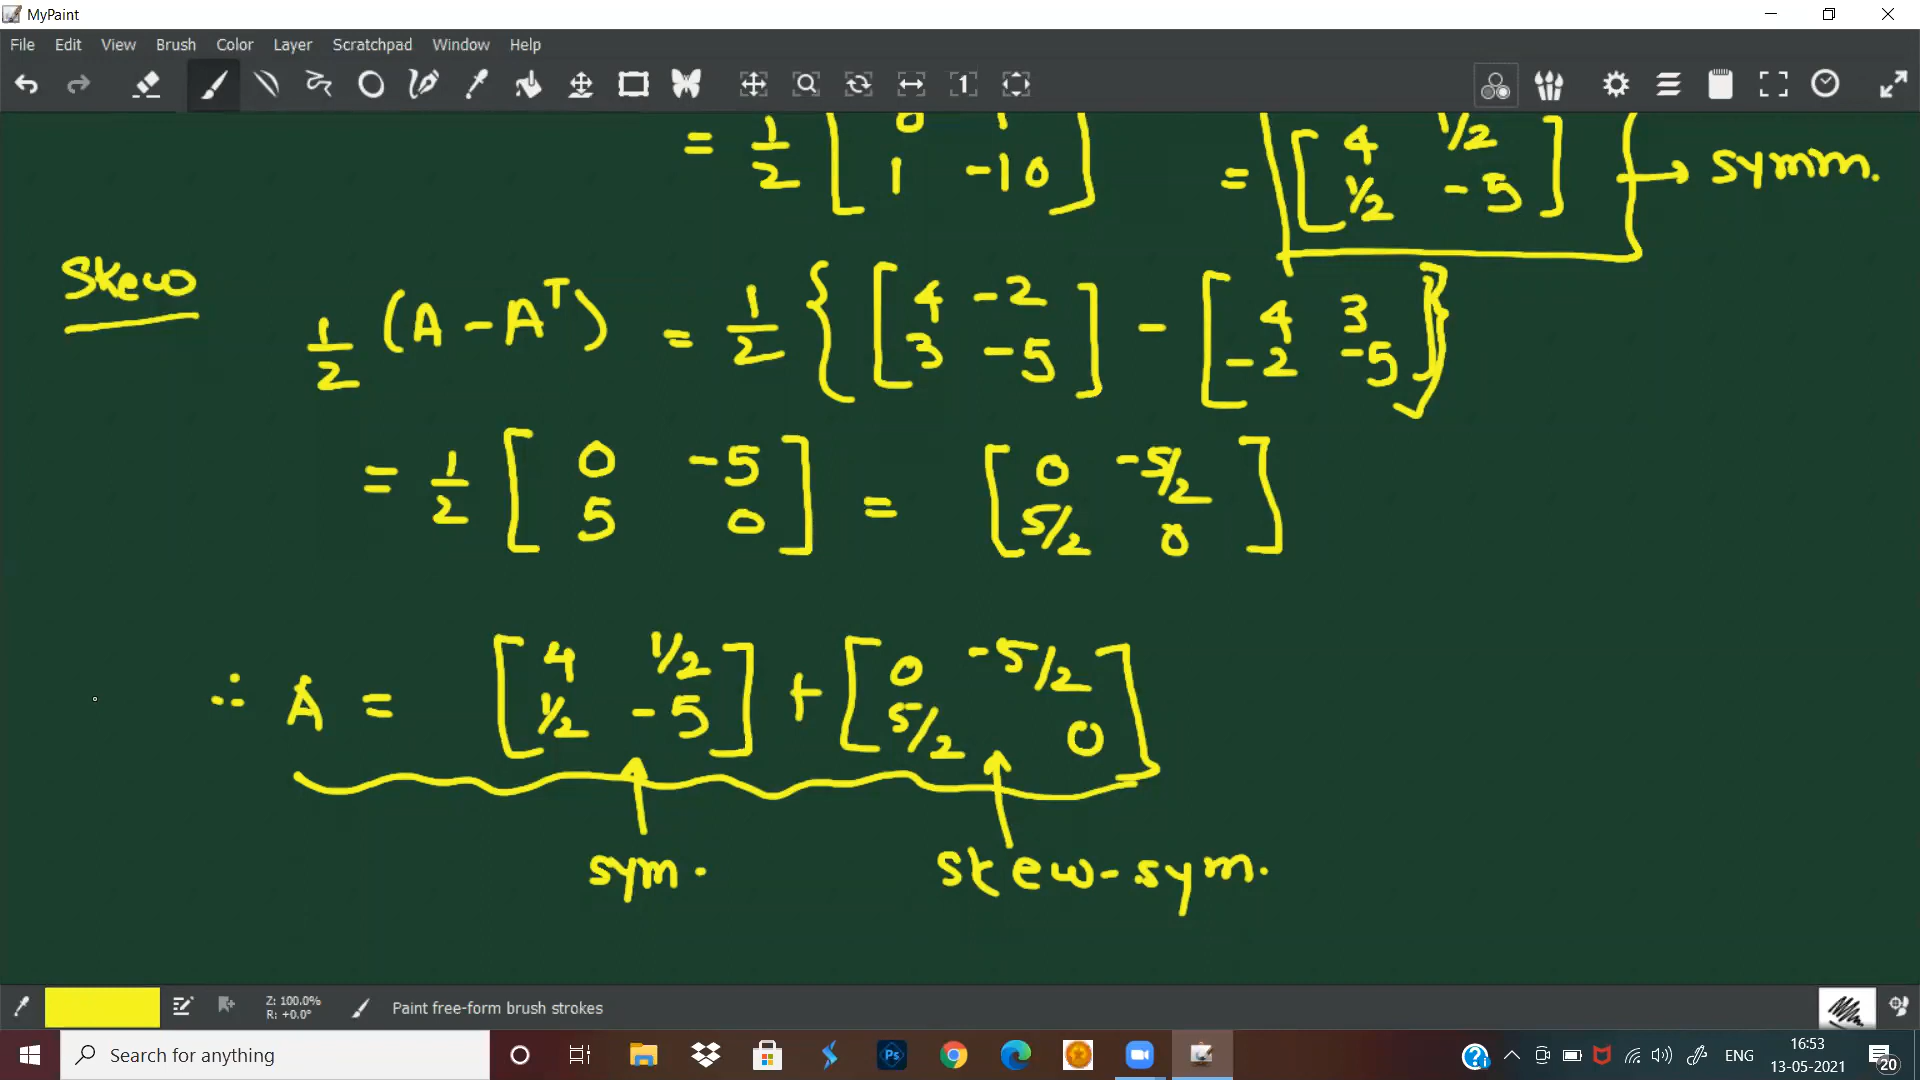 MyPaint
File Edit View Brush Color Layer Scratchpad Window Help
= 1/2 [ 0 1
1 -10 ] = [ 4 1/2
1/2 -5 ] → symm.
Skew
1/2 (A - A^T) = 1/2 { [ 4 -2
3 -5 ] - [ 4 3
-2 -5 ] }
= 1/2 [ 0 -5
5 0 ] = [ 0 -5/2
5/2 0 ]
∴ A = [ 4 1/2
1/2 -5 ] + [ 0 -5/2
5/2 0 ]
sym. skew-sym.
Z: 100.0%
R: +0.0°
Paint free-form brush strokes
Search for anything
Ps
ENG
16:53
13-05-2021
20